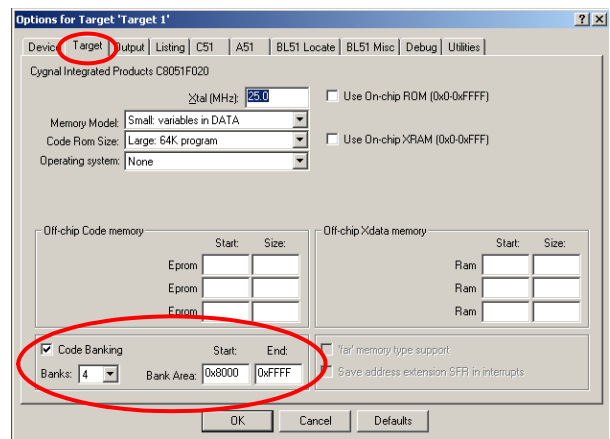 Options for Target 'Target 1'
Device Target Output Listing C51 A51 BL51 Locate BL51 Misc Debug Utilities
Cygnal Integrated Products C8051F020
Xtal (MHz): 25.0 Use On-chip ROM (0x0-0xFFFF)
Memory Model: Small: variables in DATA
Code Rom Size: Large: 64K program Use On-chip XRAM (0x0-0xFFF)
Operating system: None
Off-chip Code memory Off-chip Xdata memory
Start: Size: Start: Size:
Eprom Ram
Eprom Ram
Eprom Ram
Code Banking Start: End: 'far' memory type support
Banks: 4 Bank Area: 0x8000 0xFFFF Save address extension SFR in interrupts
OK Cancel Defaults